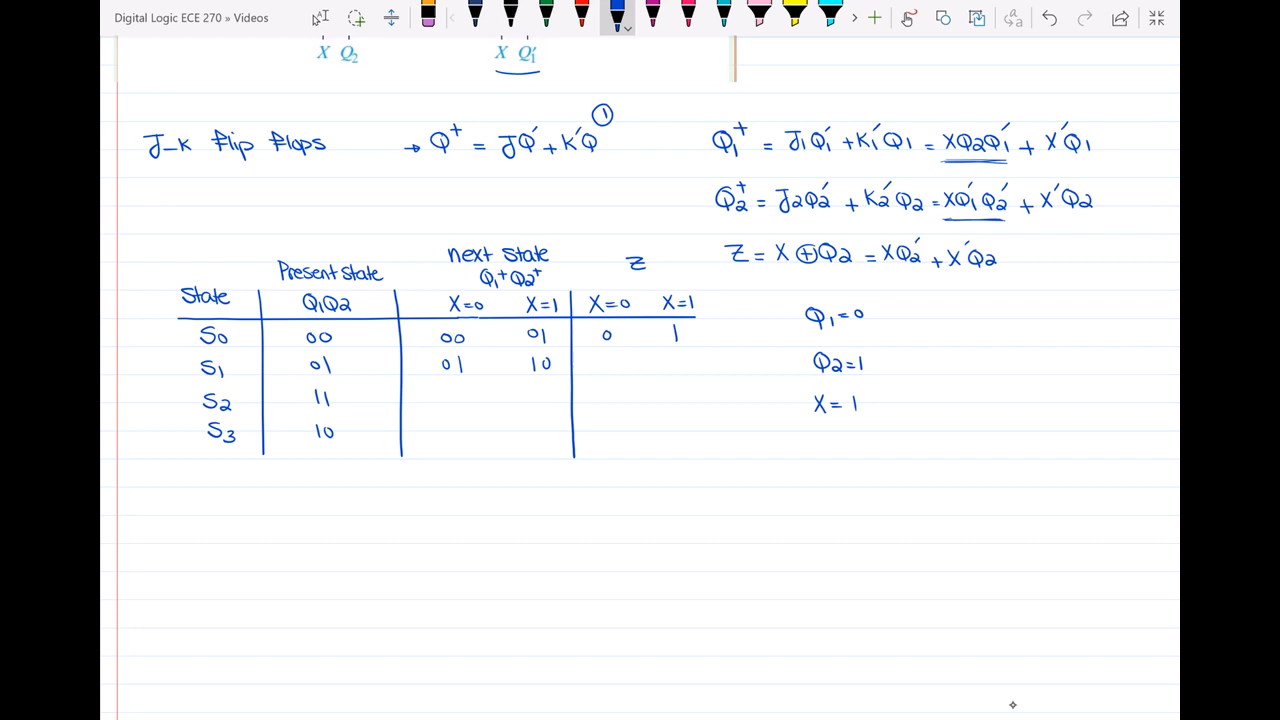 Digital Logic ECE 270 » Videos
X Q₂ X Q₁′
J-K flip flops → Q⁺ = JQ′ + K′Q ①
Q₁⁺ = J₁Q₁′ + K₁′Q₁ = XQ₂Q₁′ + X′Q₁
Q₂⁺ = J₂Q₂′ + K₂′Q₂ = XQ₁′Q₂′ + X′Q₂
Z = X ⊕ Q₂ = XQ₂′ + X′Q₂
Present state next state Z
Q₁⁺Q₂⁺
State Q₁Q₂ X=0 X=1 X=0 X=1
S₀ 00 00 01 0 1
S₁ 01 01 10
S₂ 11
S₃ 10
Q₁=0
Q₂=1
X=1